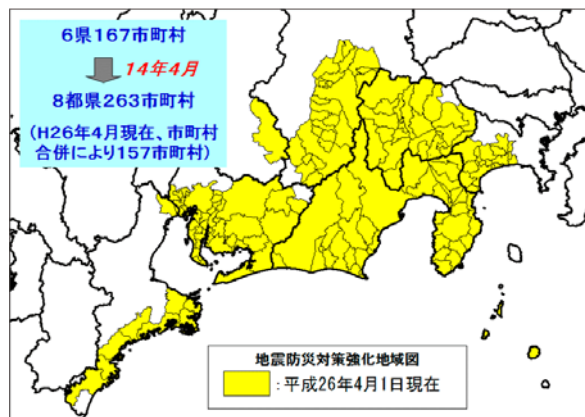 6県167市町村
14年4月
8都県263市町村
（H26年4月現在、市町村
合併により157市町村）
地震防災対策強化地域図
：平成26年4月1日現在